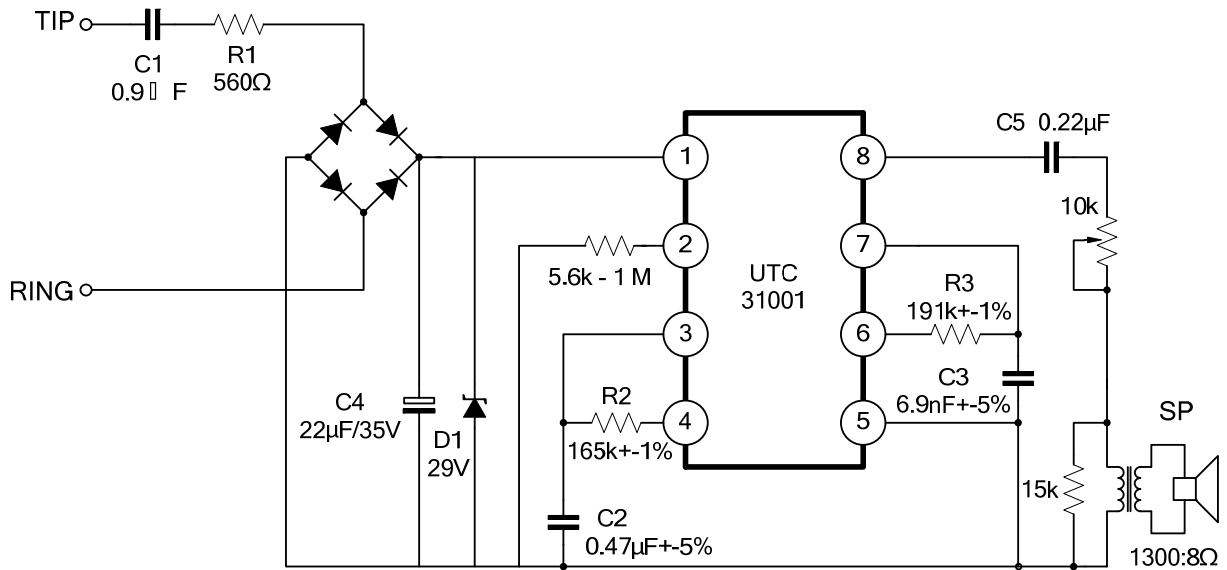 TIP
C1
0.9▯ F
R1
560Ω
RING
C4
22µF/35V
D1
29V
1
2
3
4
5.6k - 1 M
R2
165k+-1%
C2
0.47µF+-5%
UTC
31001
8
7
6
5
R3
191k+-1%
C3
6.9nF+-5%
C5 0.22µF
10k
15k
SP
1300:8Ω